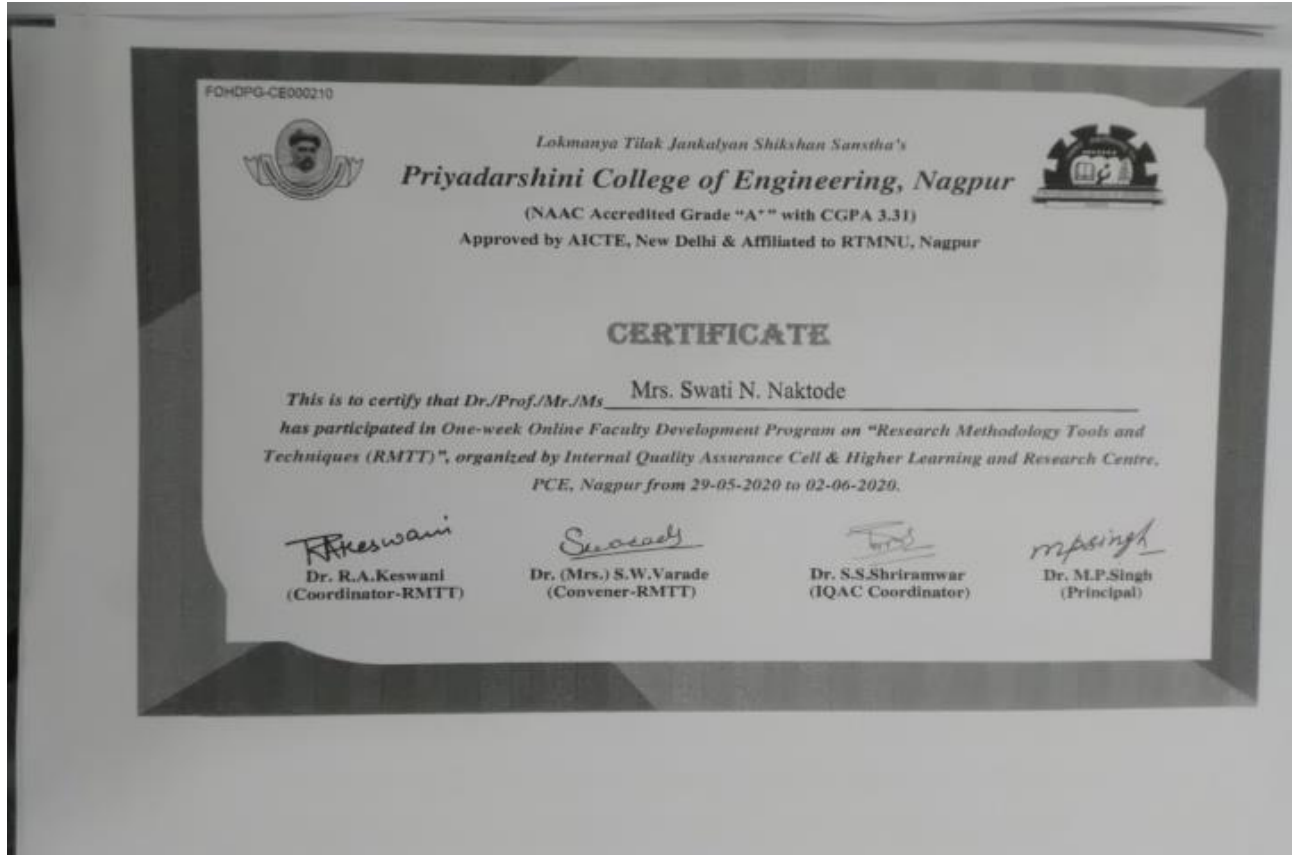 FOHDPG-CE000210
Lokmanya Tilak Jankalyan Shikshan Sanstha's
Priyadarshini College of Engineering, Nagpur
(NAAC Accredited Grade "A+" with CGPA 3.31)
Approved by AICTE, New Delhi & Affiliated to RTMNU, Nagpur
CERTIFICATE
This is to certify that Dr./Prof./Mr./Ms Mrs. Swati N. Naktode
has participated in One-week Online Faculty Development Program on "Research Methodology Tools and
Techniques (RMTT)", organized by Internal Quality Assurance Cell & Higher Learning and Research Centre,
PCE, Nagpur from 29-05-2020 to 02-06-2020.
RAKeswani mpsingh
Dr. R.A.Keswani Dr. (Mrs.) S.W.Varade Dr. S.S.Shriramwar Dr. M.P.Singh
(Coordinator-RMTT) (Convener-RMTT) (IQAC Coordinator) (Principal)